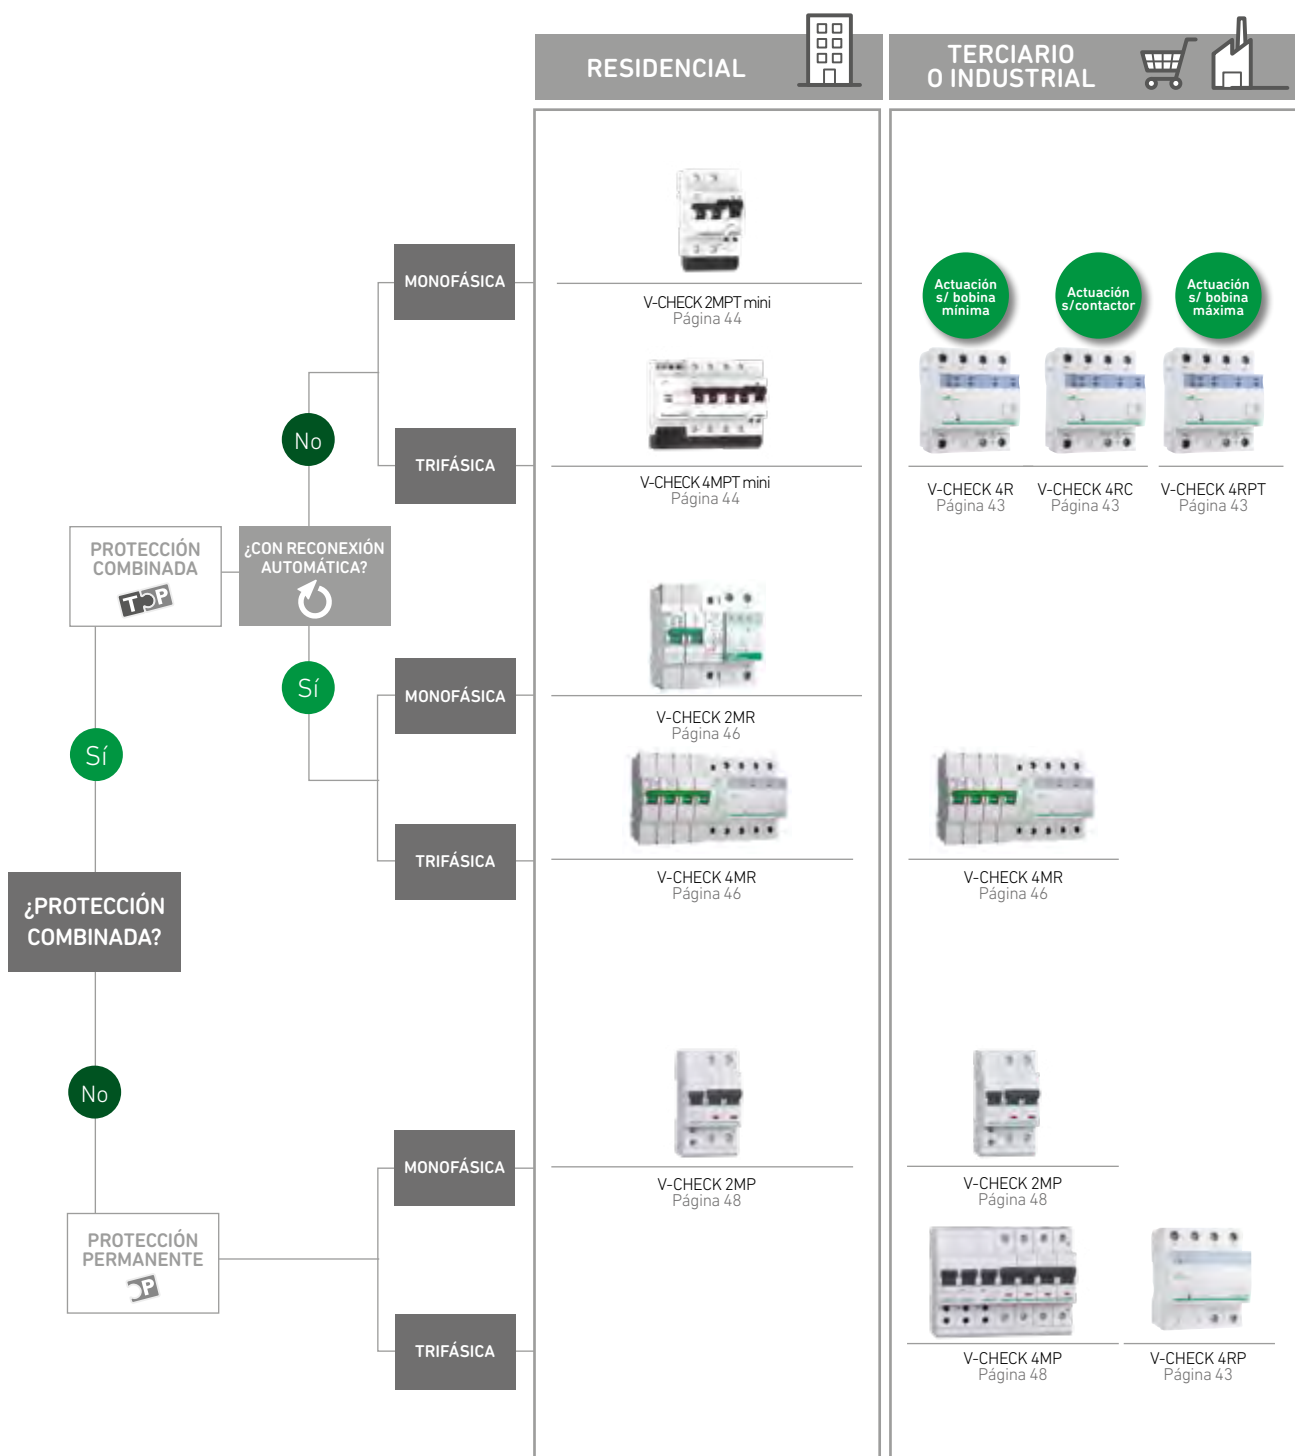 RESIDENCIAL
TERCIARIO
O INDUSTRIAL
MONOFÁSICA
V-CHECK 2MPT mini
Página 44
Actuación
s/ bobina
mínima
Actuación
s/contactor
Actuación
s/ bobina
máxima
No
TRIFÁSICA
V-CHECK 4MPT mini
Página 44
V-CHECK 4R
Página 43
V-CHECK 4RC
Página 43
V-CHECK 4RPT
Página 43
PROTECCIÓN
COMBINADA
TOP
¿CON RECONEXIÓN
AUTOMÁTICA?
Sí
MONOFÁSICA
V-CHECK 2MR
Página 46
Sí
TRIFÁSICA
V-CHECK 4MR
Página 46
V-CHECK 4MR
Página 46
¿PROTECCIÓN
COMBINADA?
No
MONOFÁSICA
V-CHECK 2MP
Página 48
V-CHECK 2MP
Página 48
PROTECCIÓN
PERMANENTE
P
TRIFÁSICA
V-CHECK 4MP
Página 48
V-CHECK 4RP
Página 43